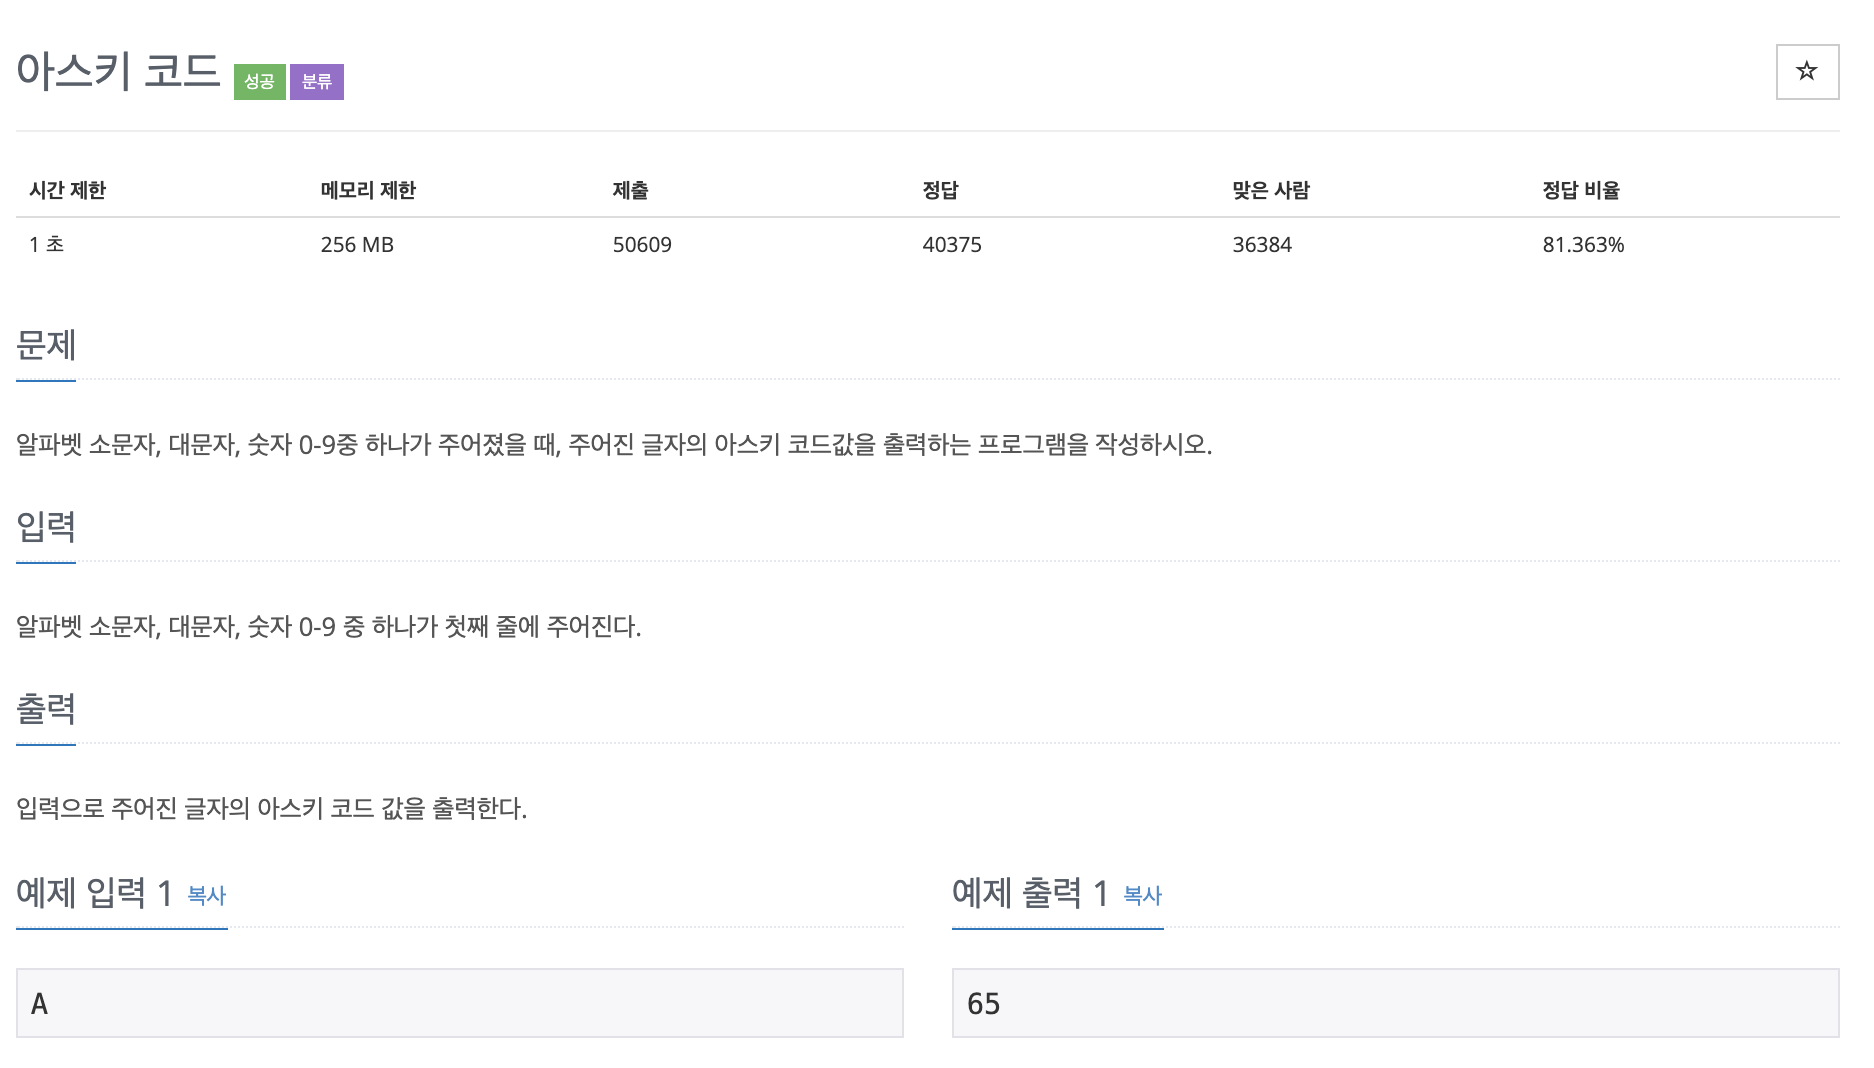 아스키 코드 성공 분류
시간 제한 메모리 제한 제출 정답 맞은 사람 정답 비율
1 초 256 MB 50609 40375 36384 81.363%
문제
알파벳 소문자, 대문자, 숫자 0-9중 하나가 주어졌을 때, 주어진 글자의 아스키 코드값을 출력하는 프로그램을 작성하시오.
입력
알파벳 소문자, 대문자, 숫자 0-9 중 하나가 첫째 줄에 주어진다.
출력
입력으로 주어진 글자의 아스키 코드 값을 출력한다.
예제 입력 1 복사
A
예제 출력 1 복사
65